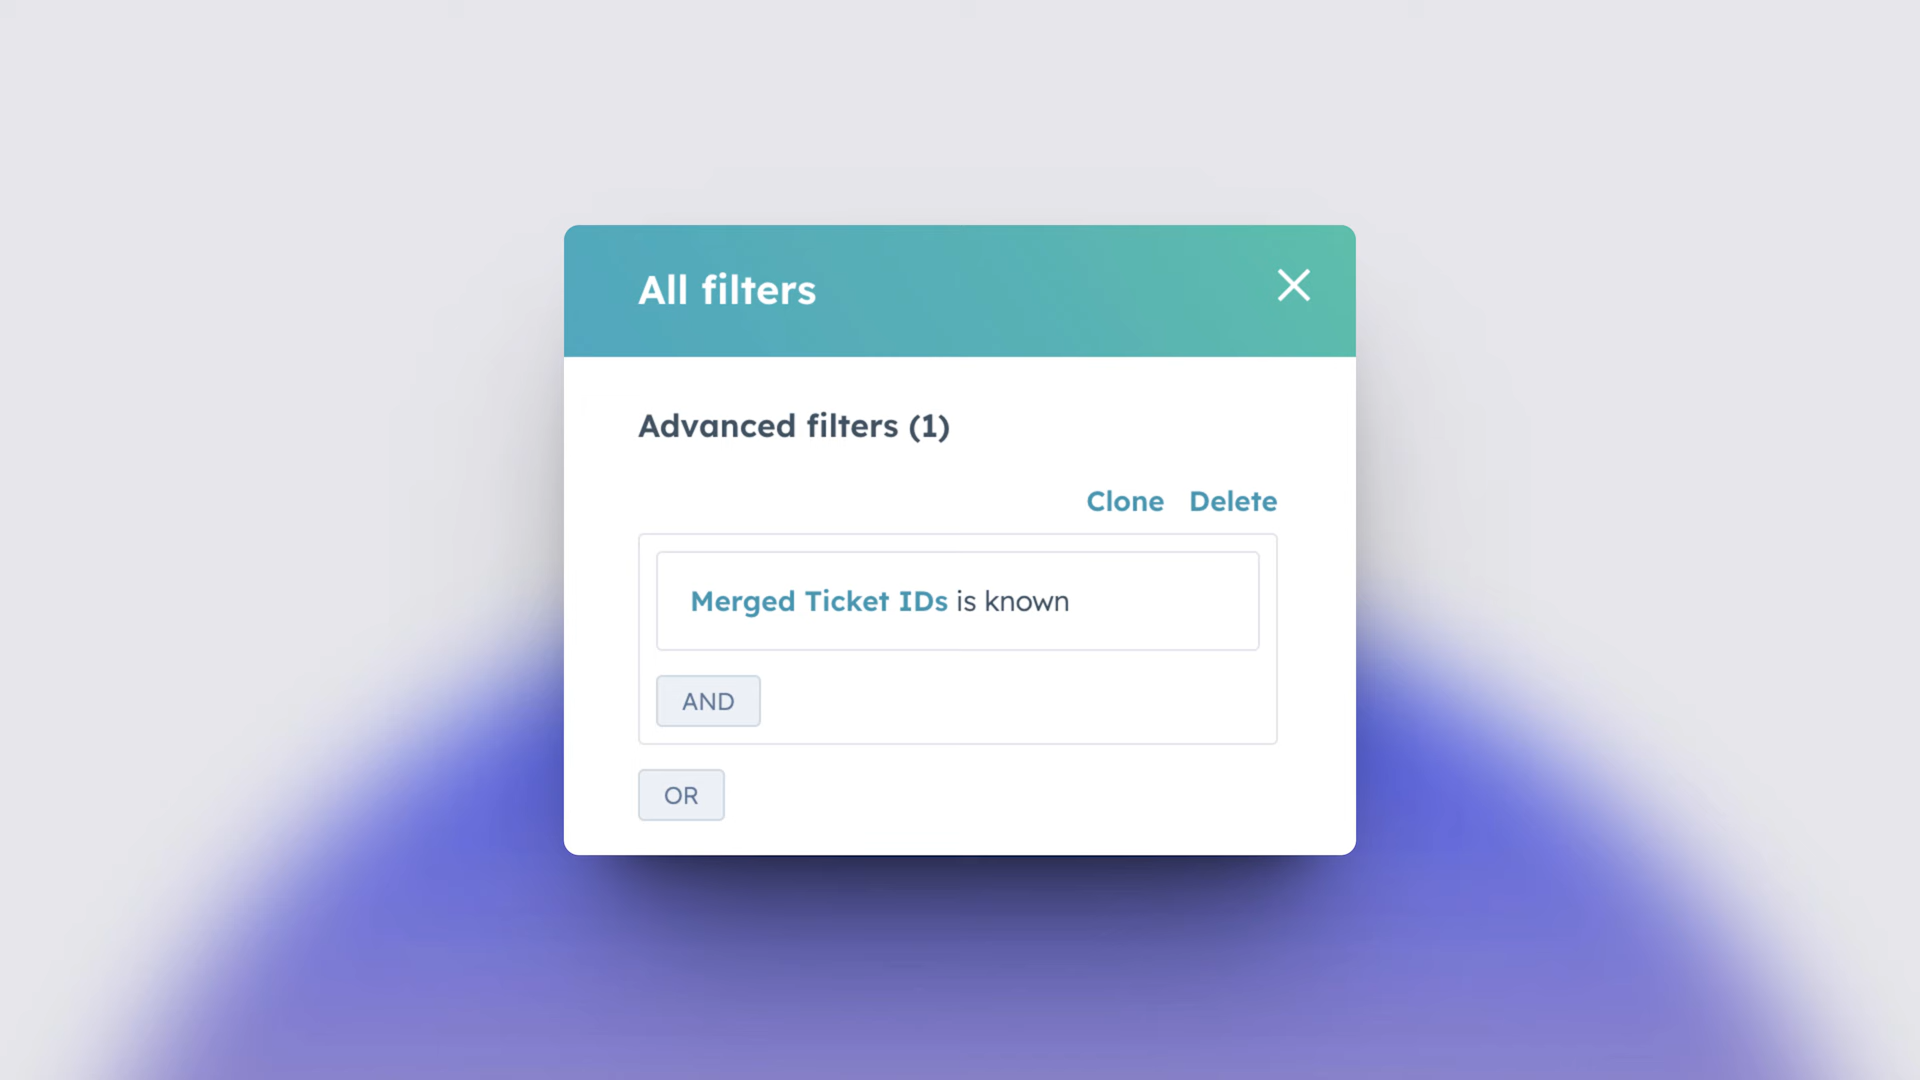 All filters
Advanced filters (1)
Clone Delete
Merged Ticket IDs is known
AND
OR